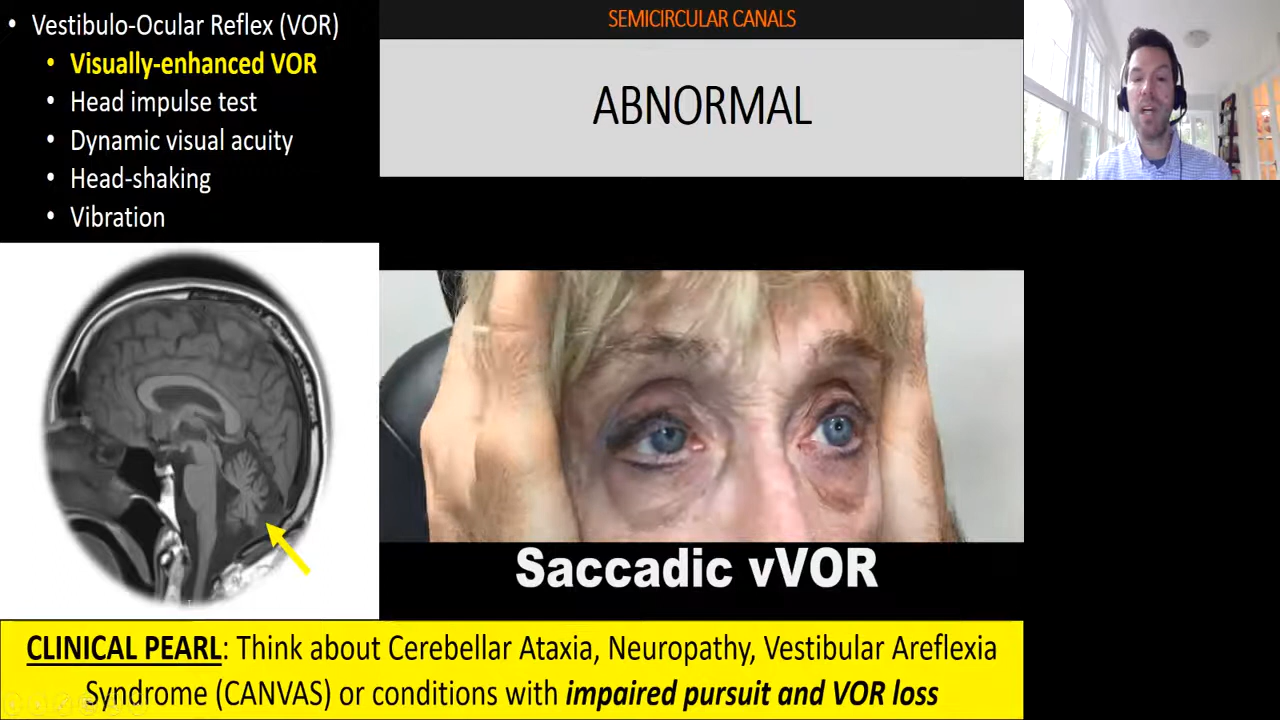 • Vestibulo-Ocular Reflex (VOR)
• Visually-enhanced VOR
• Head impulse test
• Dynamic visual acuity
• Head-shaking
• Vibration
SEMICIRCULAR CANALS
ABNORMAL
Saccadic vVOR
CLINICAL PEARL: Think about Cerebellar Ataxia, Neuropathy, Vestibular Areflexia
Syndrome (CANVAS) or conditions with impaired pursuit and VOR loss